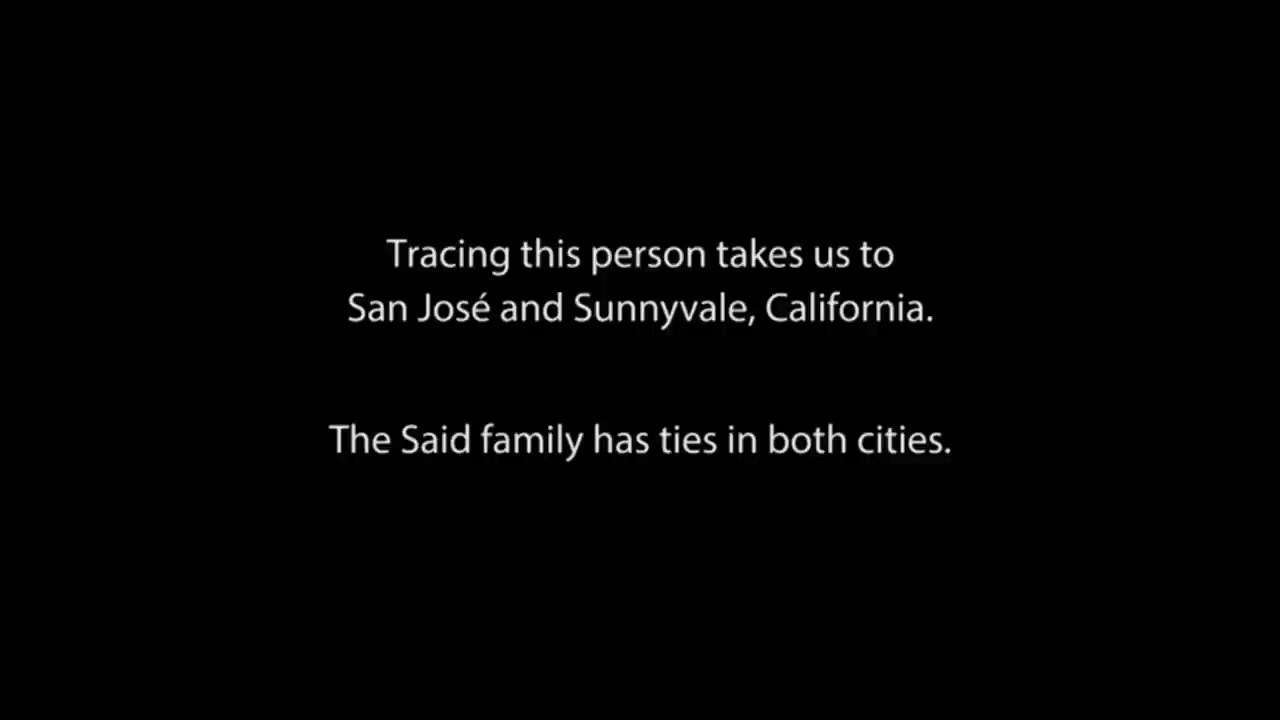 Tracing this person takes us to
San José and Sunnyvale, California.
The Said family has ties in both cities.